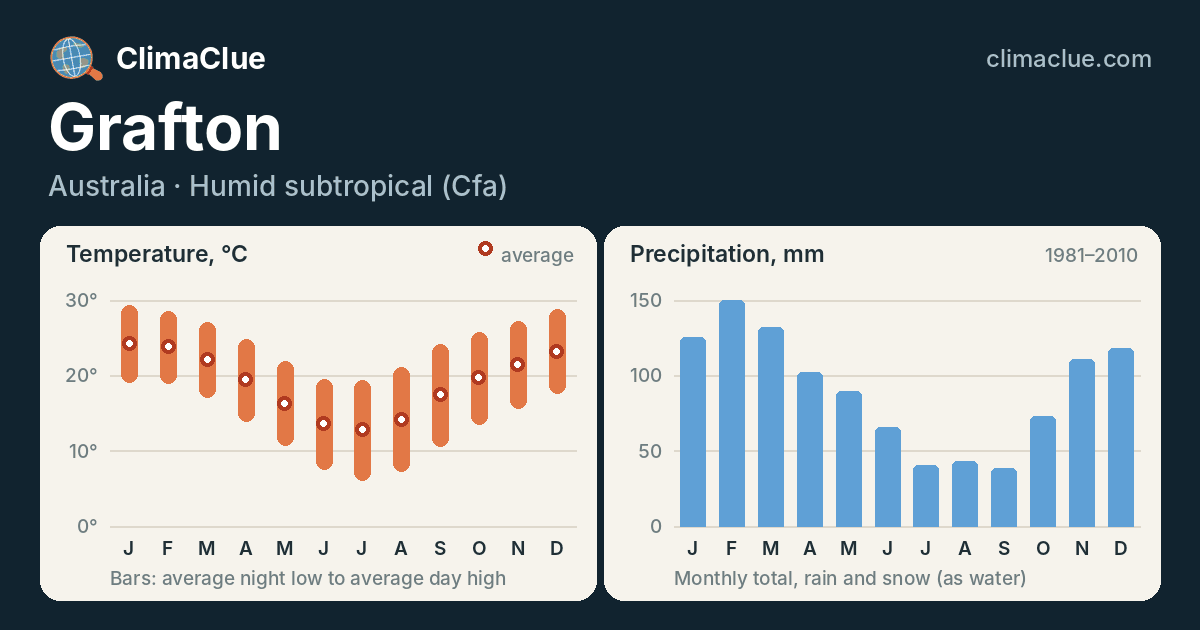 ClimaClue
climaclue.com
Grafton
Australia · Humid subtropical (Cfa)
Temperature, °C
average
30°
20°
10°
0°
J F M A M J J A S O N D
Bars: average night low to average day high
Precipitation, mm
1981–2010
150
100
50
0
J F M A M J J A S O N D
Monthly total, rain and snow (as water)